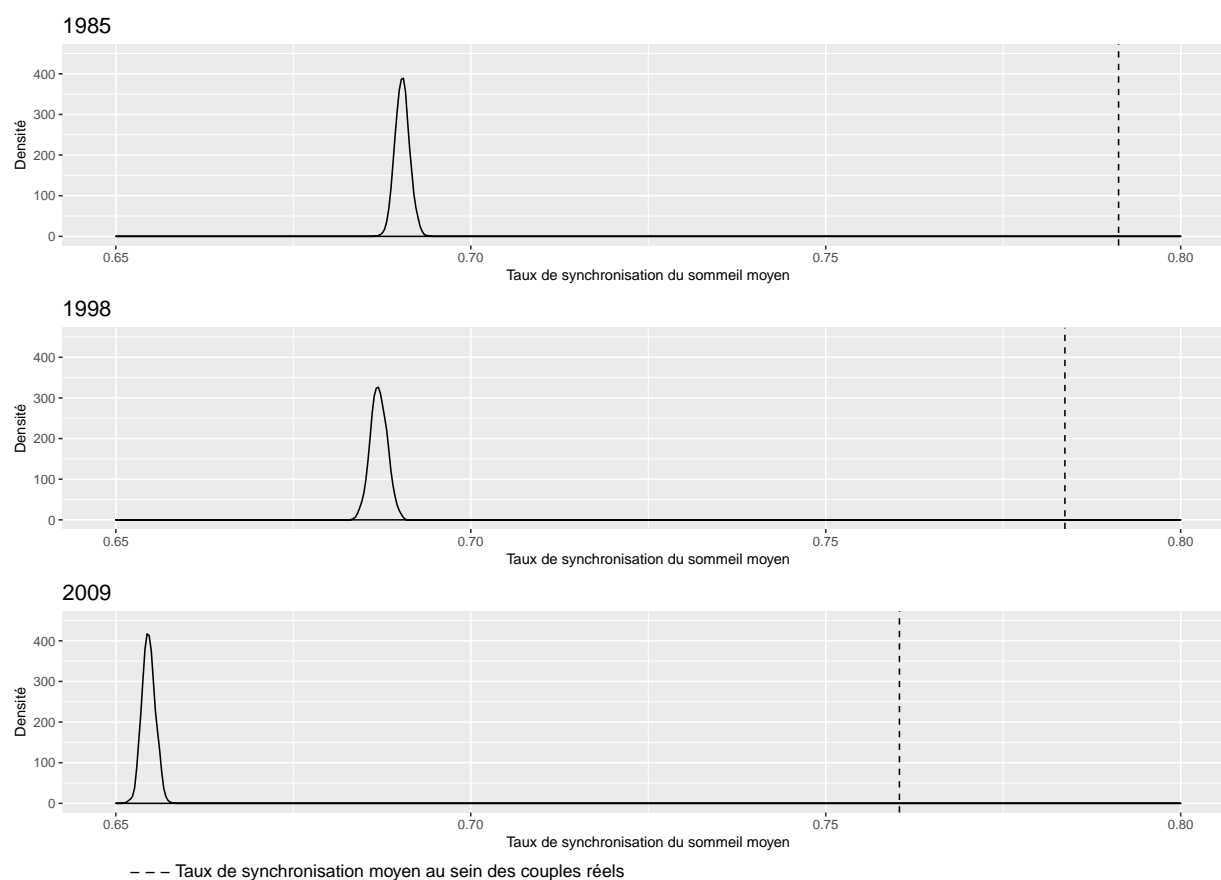 1985
400
300
200
100
0
Densité
0.65 0.70 0.75 0.80
Taux de synchronisation du sommeil moyen
1998
400
300
200
100
0
Densité
0.65 0.70 0.75 0.80
Taux de synchronisation du sommeil moyen
2009
400
300
200
100
0
Densité
0.65 0.70 0.75 0.80
Taux de synchronisation du sommeil moyen
Taux de synchronisation moyen au sein des couples réels